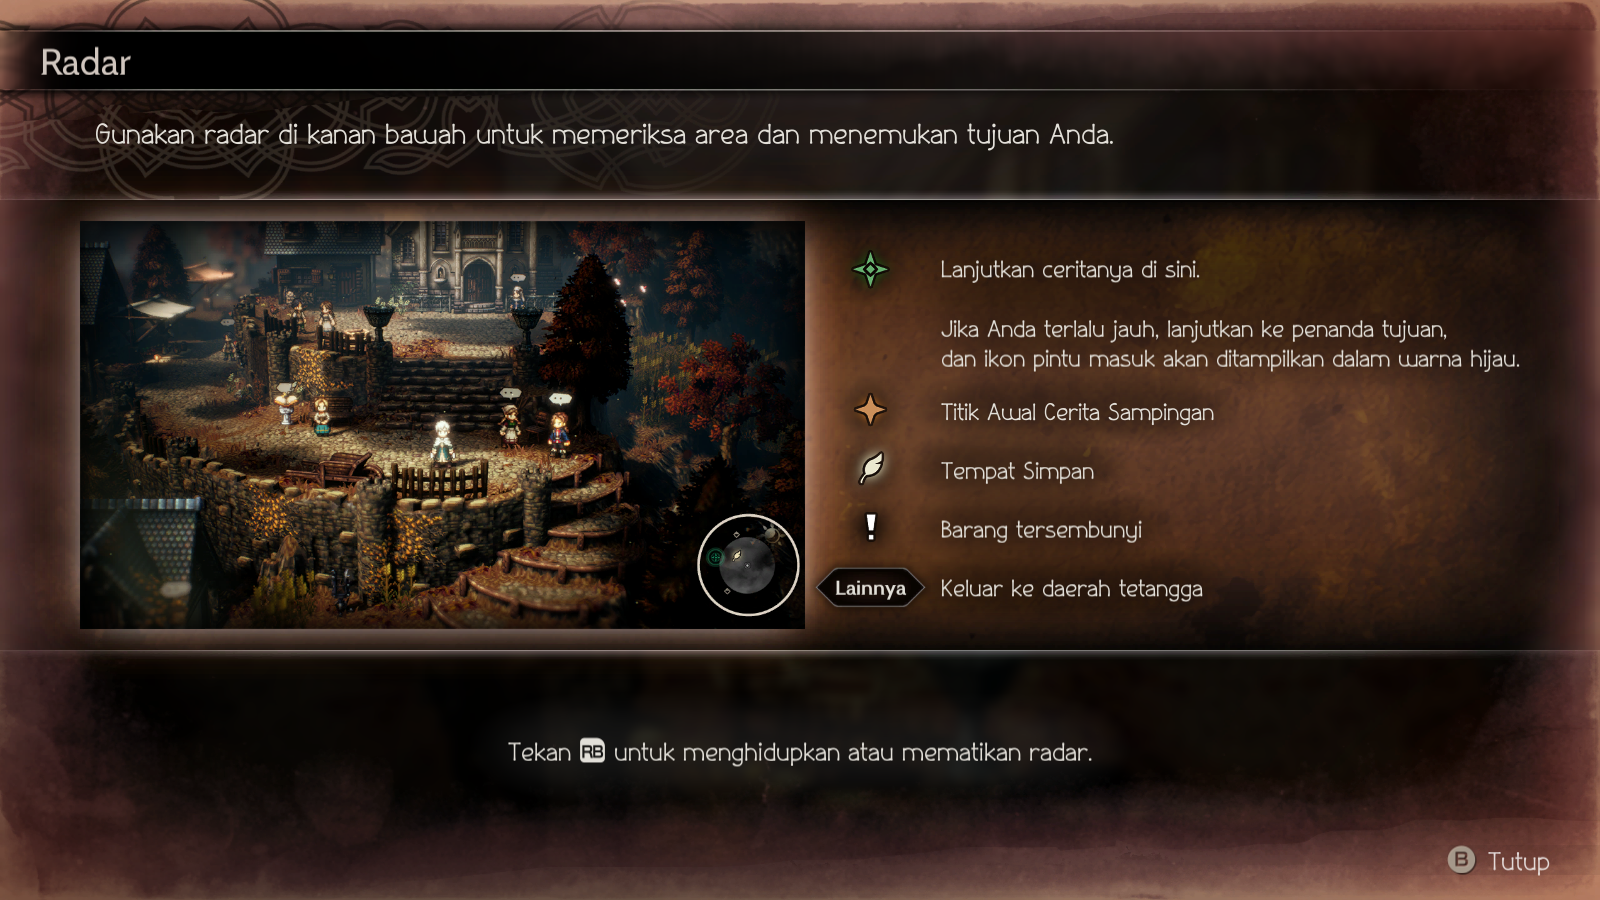 Radar
Gunakan radar di kanan bawah untuk memeriksa area dan menemukan tujuan Anda.
Lanjutkan ceritanya di sini.
Jika Anda terlalu jauh, lanjutkan ke penanda tujuan,
dan ikon pintu masuk akan ditampilkan dalam warna hijau.
Titik Awal Cerita Sampingan
Tempat Simpan
! Barang tersembunyi
Lainnya Keluar ke daerah tetangga
Tekan RB untuk menghidupkan atau mematikan radar.
B Tutup